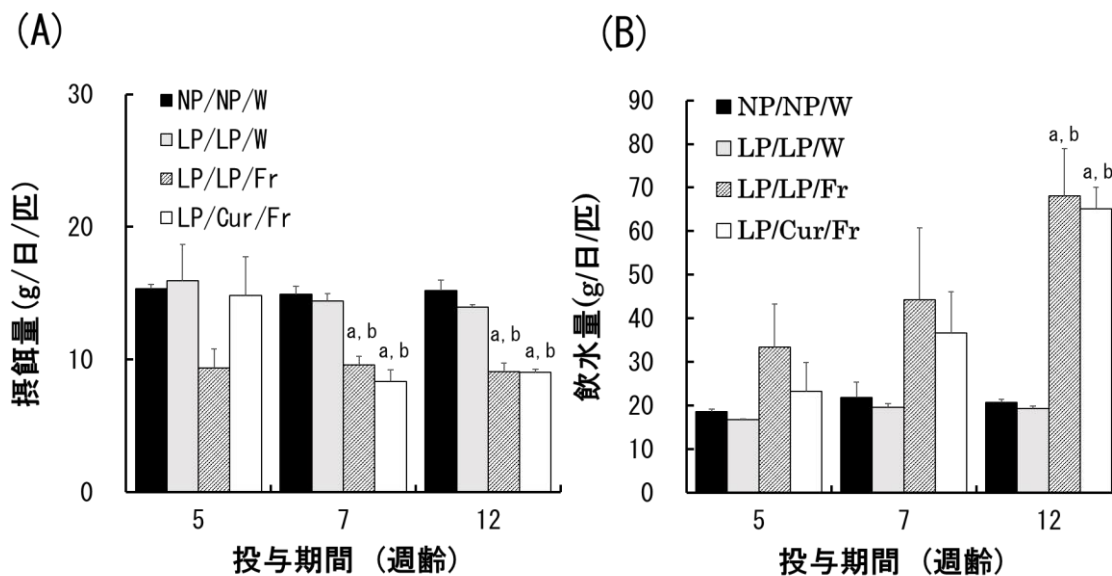 (A)
30
20
10
0
摂餌量(g/日/匹)
NP/NP/W
LP/LP/W
LP/LP/Fr
LP/Cur/Fr
a, b
a, b
a, b
a, b
5
7
12
投与期間 (週齢)
(B)
90
80
70
60
50
40
30
20
10
0
飲水量(g/日/匹)
NP/NP/W
LP/LP/W
LP/LP/Fr
LP/Cur/Fr
a, b
a, b
5
7
12
投与期間 (週齢)